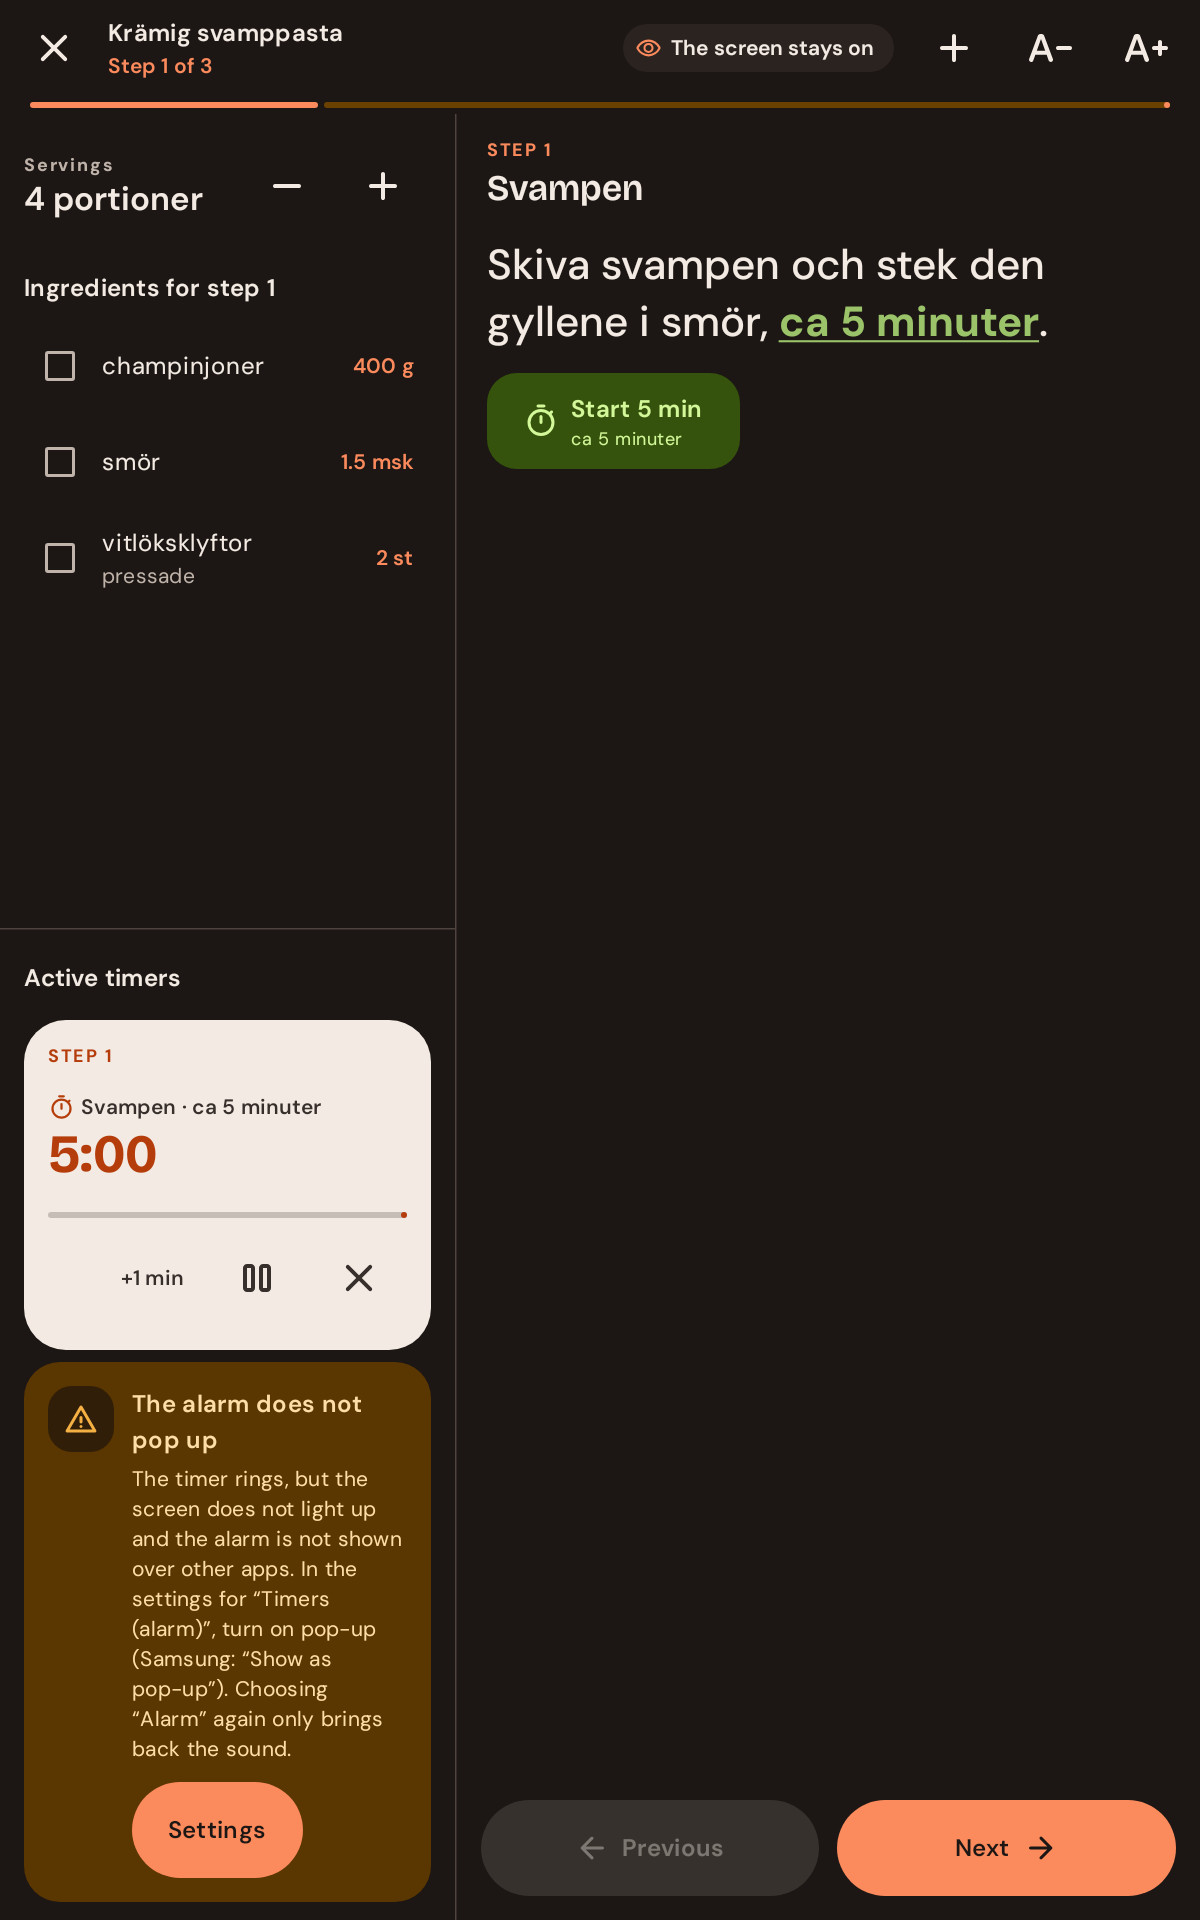 Krämig svamppasta
Step 1 of 3
The screen stays on
A-
A+
Servings
4 portioner
Ingredients for step 1
champinjoner 400 g
smör 1.5 msk
vitlöksklyftor 2 st
pressade
STEP 1
Svampen
Skiva svampen och stek den
gyllene i smör, ca 5 minuter.
Start 5 min
ca 5 minuter
Active timers
STEP 1
Svampen · ca 5 minuter
5:00
+1 min
The alarm does not
pop up
The timer rings, but the
screen does not light up
and the alarm is not shown
over other apps. In the
settings for “Timers
(alarm)”, turn on pop-up
(Samsung: “Show as
pop-up”). Choosing
“Alarm” again only brings
back the sound.
Settings
Previous
Next